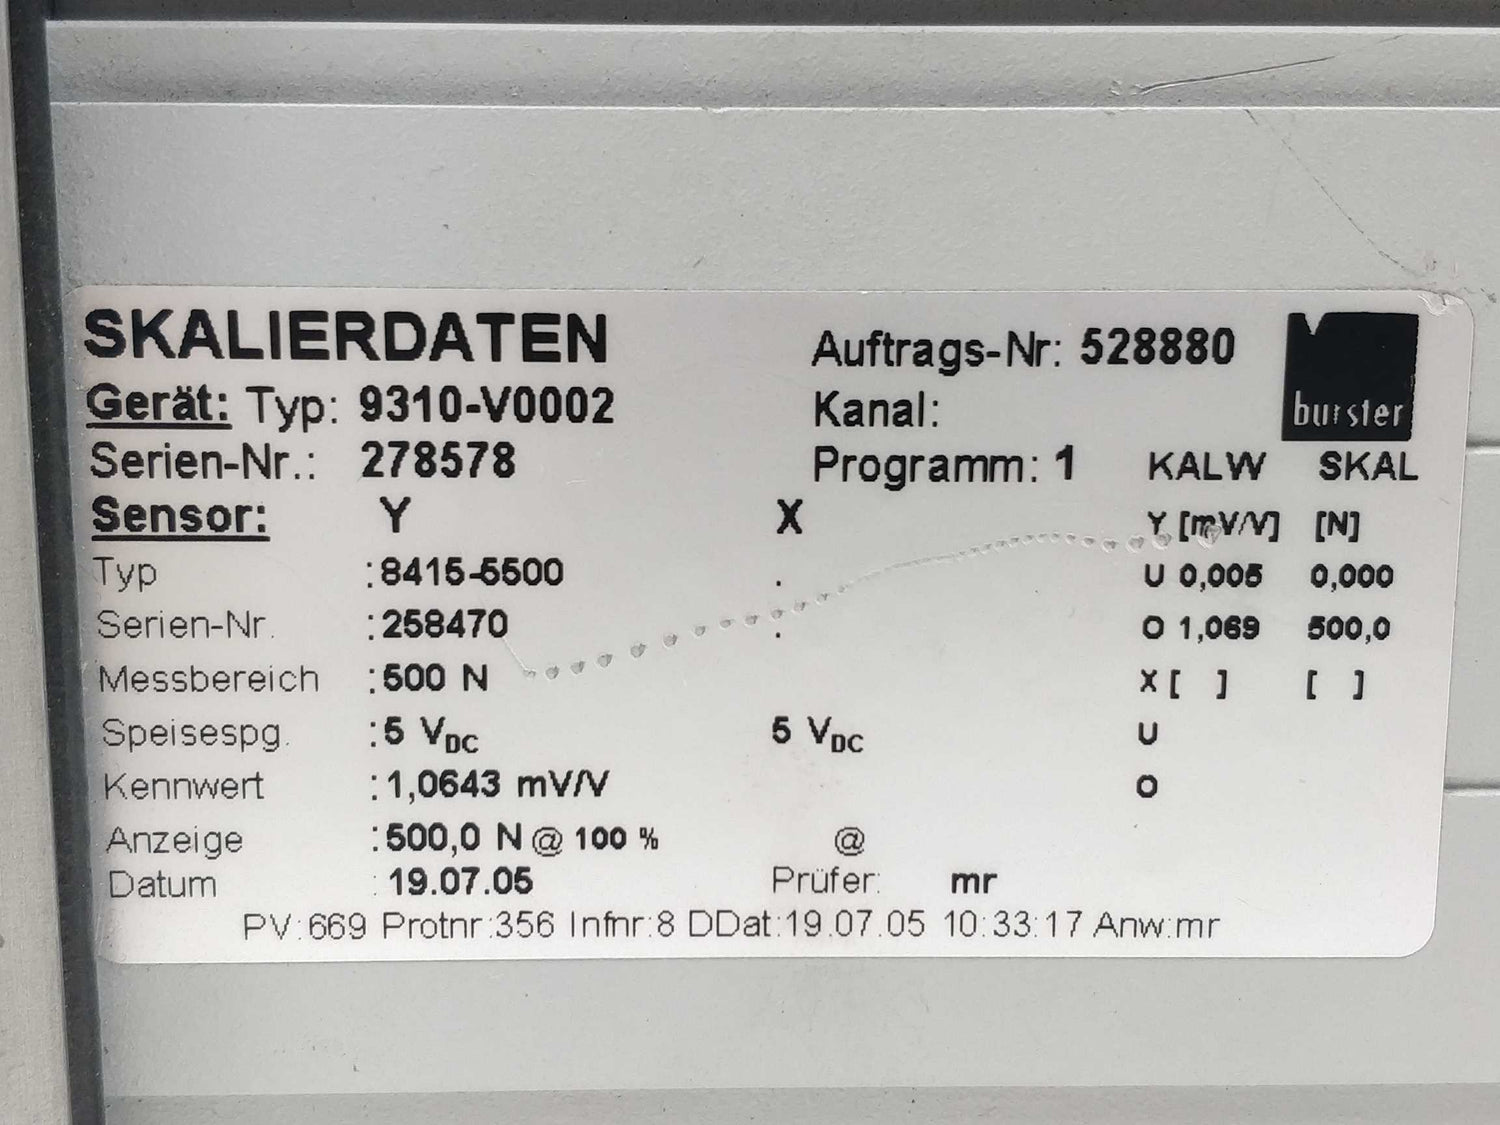 SKALIERDATEN Auftrags-Nr: 528880 burster
Gerät: Typ: 9310-V0002 Kanal:
Serien-Nr.: 278578 Programm: 1 KALW SKAL
Sensor: Y X Y [mV/V] [N]
Typ :8415-5500 . U 0,005 0,000
Serien-Nr. :258470 . O 1,069 500,0
Messbereich :500 N X [ ] [ ]
Speisespg. :5 VDC 5 VDC U
Kennwert :1,0643 mV/V O
Anzeige :500,0 N @ 100 % @
Datum : 19.07.05 Prüfer: mr
PV:669 Protnr:356 Infnr:8 DDat:19.07.05 10:33:17 Anw:mr